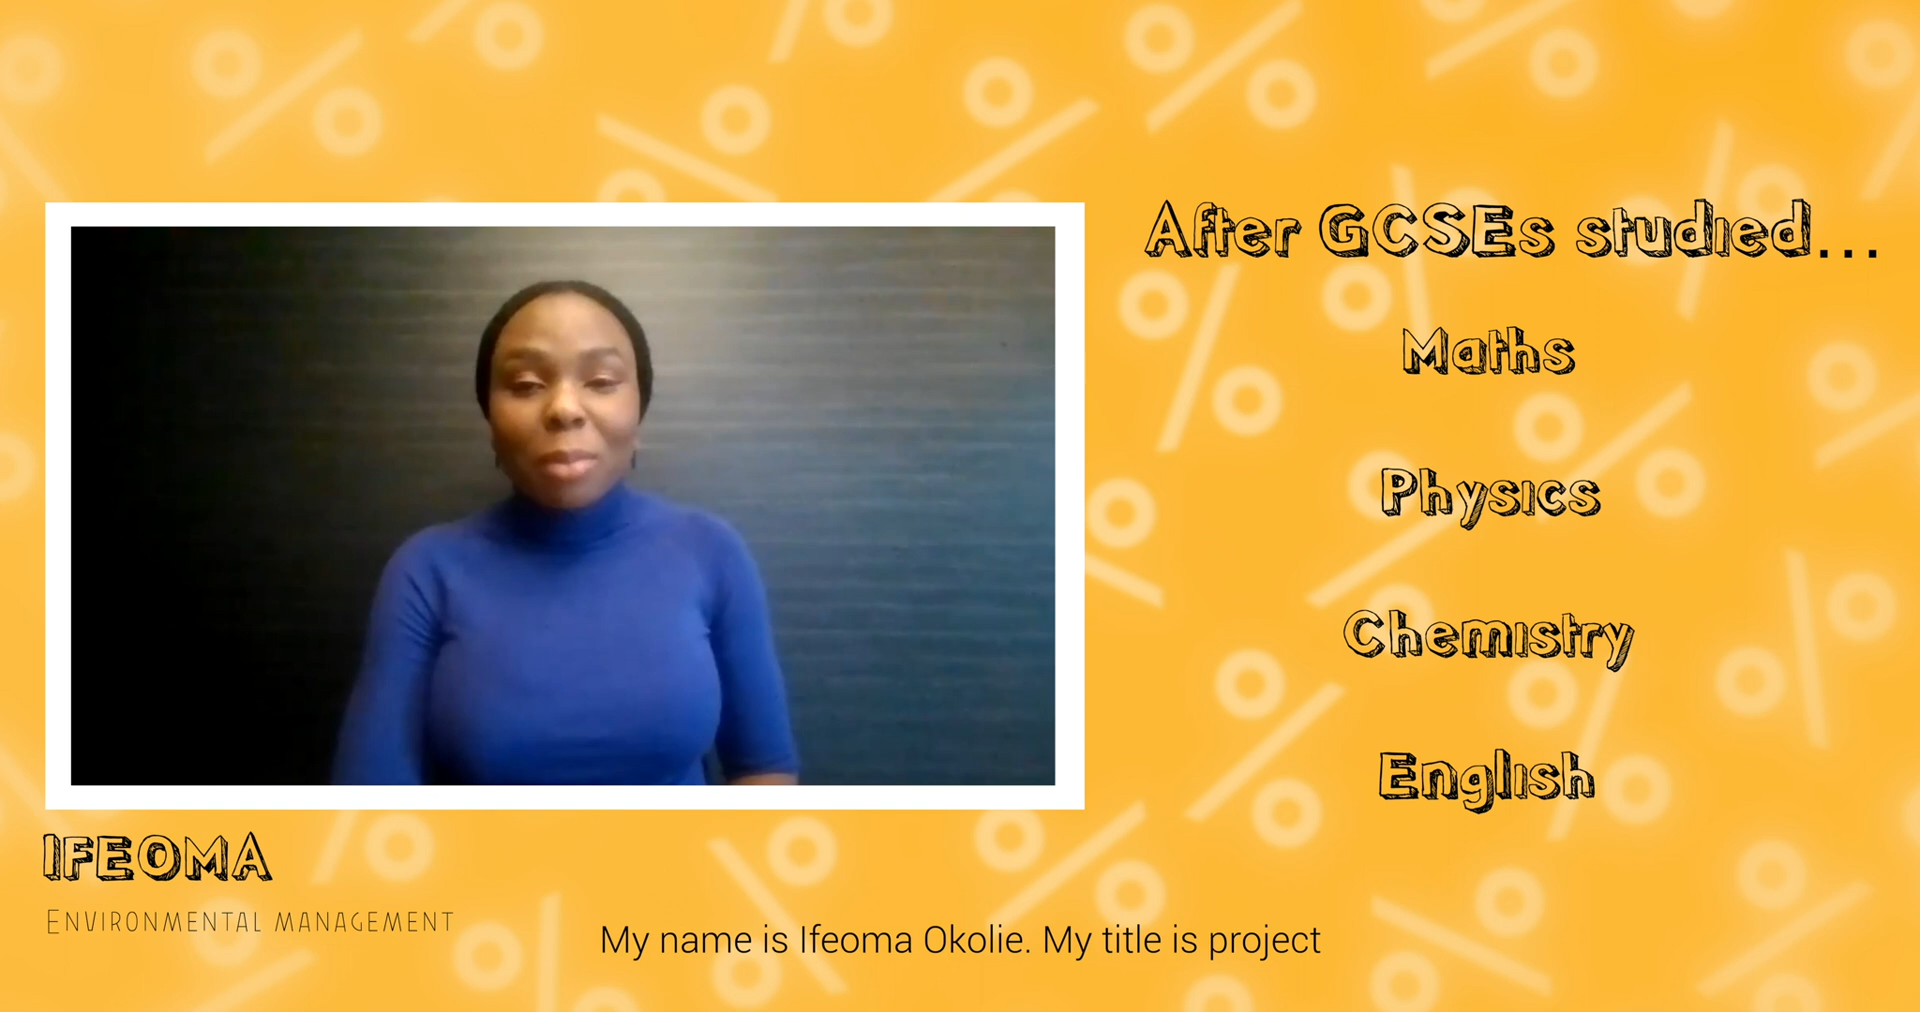 After GCSEs studied...
Maths
Physics
Chemistry
English
IFEOMA
ENVIRONMENTAL MANAGEMENT
My name is Ifeoma Okolie. My title is project